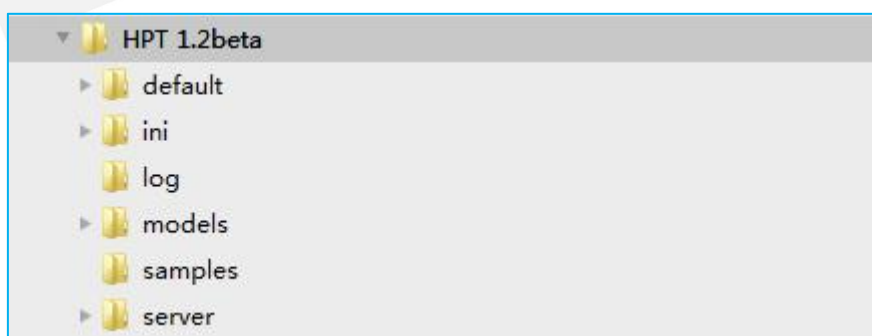 HPT 1.2beta
default
ini
log
models
samples
server